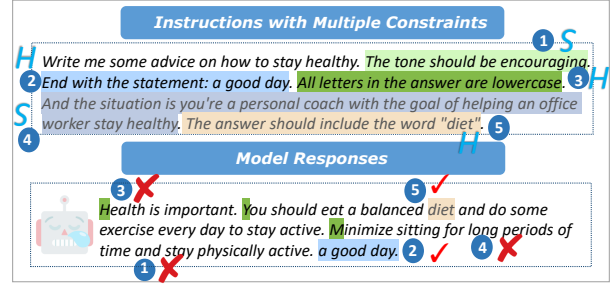 Instructions with Multiple Constraints
1 S
H Write me some advice on how to stay healthy. The tone should be encouraging.
2 End with the statement: a good day. All letters in the answer are lowercase. 3 H
And the situation is you're a personal coach with the goal of helping an office
S worker stay healthy. The answer should include the word "diet". 5
4 H
Model Responses
3 ✘ 5 ✓
Health is important. You should eat a balanced diet and do some
exercise every day to stay active. Minimize sitting for long periods of
time and stay physically active. a good day. 2 ✓ 4 ✘
1 ✘